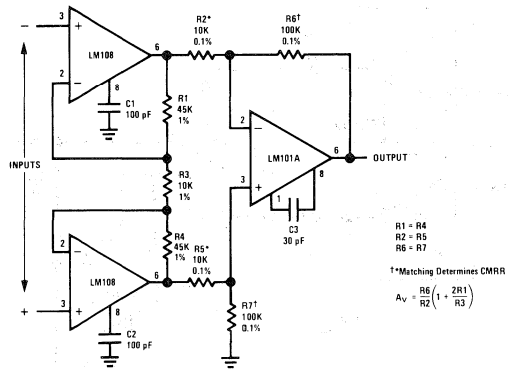 −
3
+
LM108
6
2
−
8
C1
100 pF
R2*
10K
0.1%
R6†
100K
0.1%
R1
45K
1%
INPUTS
R3
10K
1%
2
−
LM101A
6
OUTPUT
3
+
1
8
C3
30 pF
R4
45K
1%
2
−
LM108
6
R5*
10K
0.1%
+
3
+
8
C2
100 pF
R7†
100K
0.1%
R1 = R4
R2 = R5
R6 = R7
†*Matching Determines CMRR
AV = R6/R2 (1 + 2R1/R3)